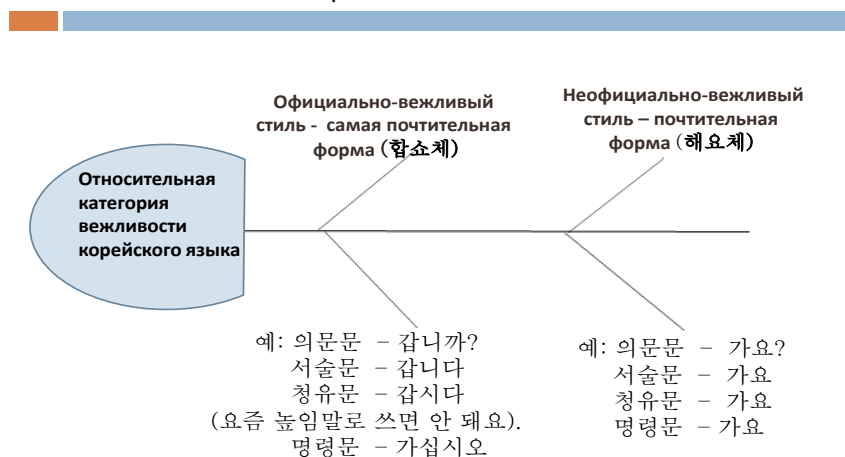 Официально-вежливый
стиль - самая почтительная
форма (합쇼체)
Неофициально-вежливый
стиль – почтительная
форма (해요체)
Относительная
категория
вежливости
корейского языка
예: 의문문 – 갑니까?
서술문 – 갑니다
청유문 – 갑시다
(요즘 높임말로 쓰면 안 돼요).
명령문 – 가십시오
예: 의문문 – 가요?
서술문 – 가요
청유문 – 가요
명령문 – 가요